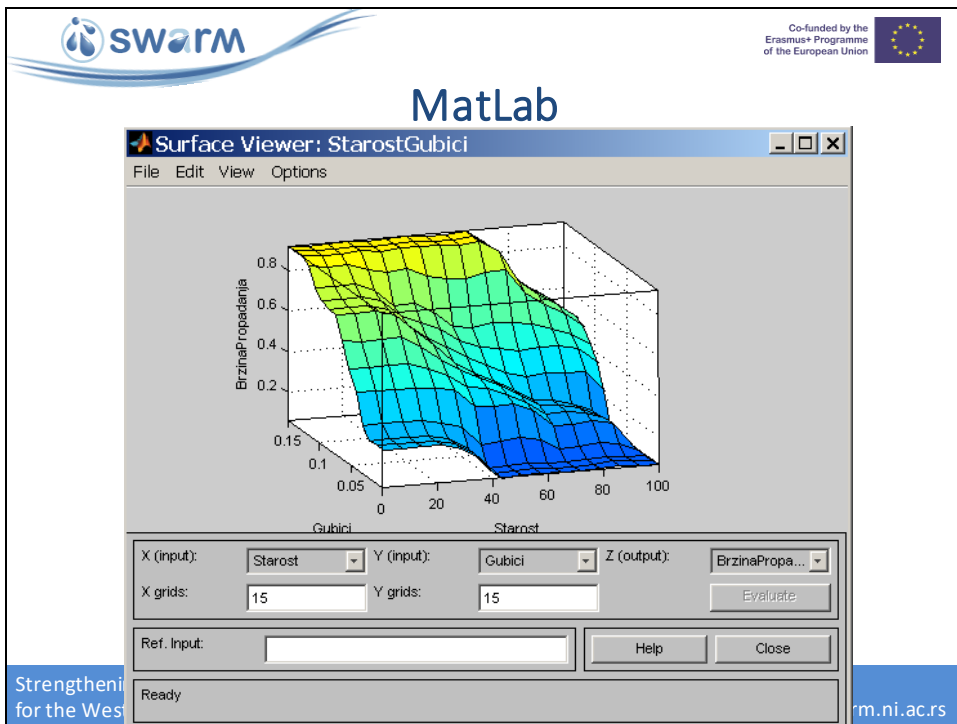 swarm
Co-funded by the
Erasmus+ Programme
of the European Union
MatLab
Surface Viewer: StarostGubici
File Edit View Options
BrzinaPropadanja
0.8
0.6
0.4
0.2
0.15
0.1
0.05
0
20
40
60
80
100
Gubici
Starost
X (input):
Starost
Y (input):
Gubici
Z (output):
BrzinaPropa...
X grids:
15
Y grids:
15
Evaluate
Ref. Input:
Help
Close
Ready
Strengtheni
for the Wes
rm.ni.ac.rs